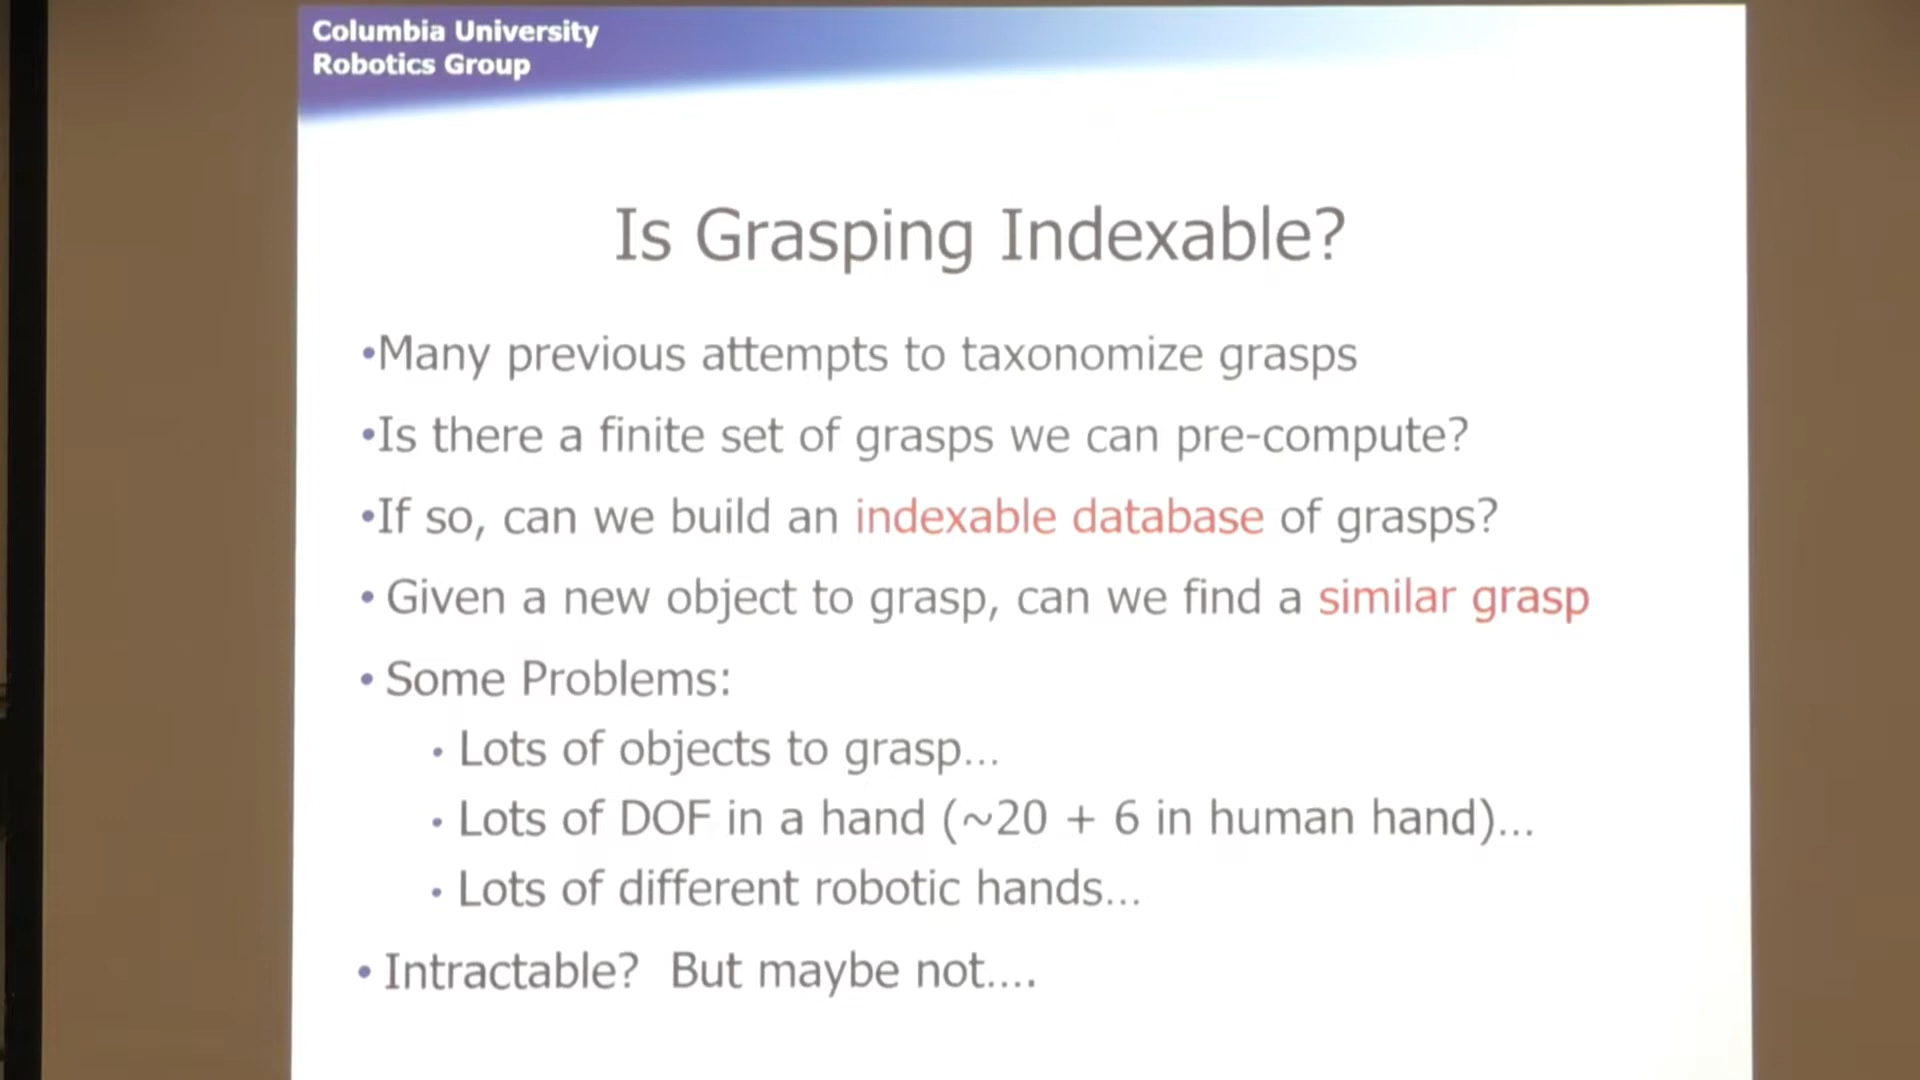 Columbia University
Robotics Group
Is Grasping Indexable?
•Many previous attempts to taxonomize grasps
•Is there a finite set of grasps we can pre-compute?
•If so, can we build an indexable database of grasps?
• Given a new object to grasp, can we find a similar grasp
• Some Problems:
• Lots of objects to grasp...
• Lots of DOF in a hand (~20 + 6 in human hand)...
• Lots of different robotic hands...
• Intractable?  But maybe not....